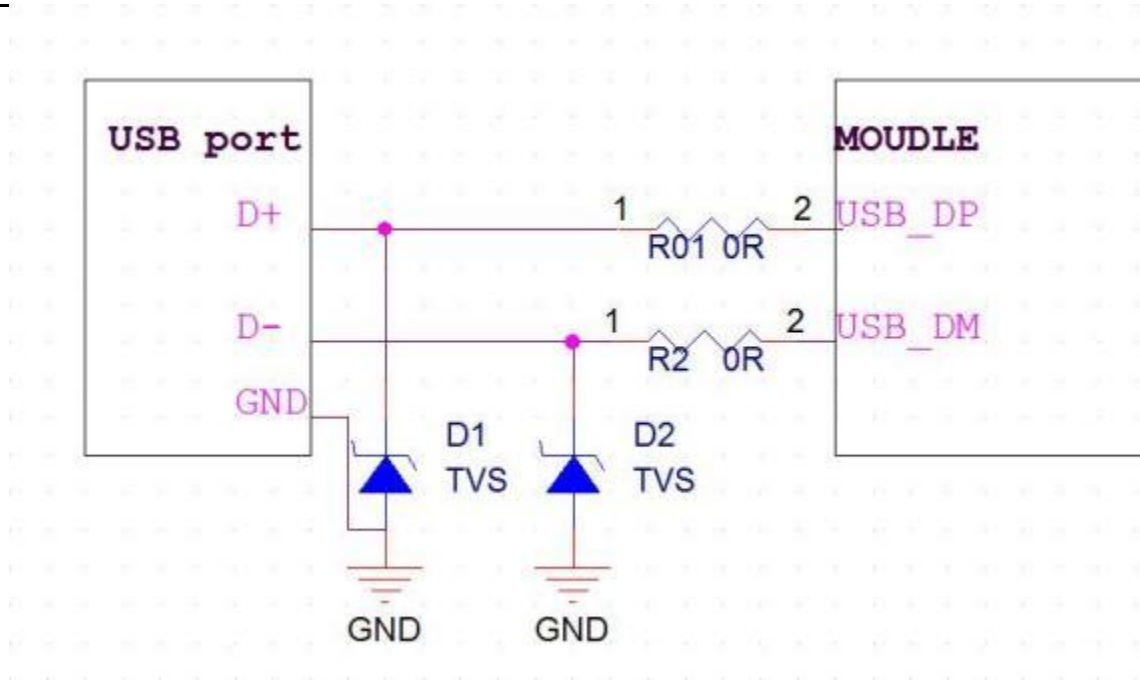 USB port
MOUDLE
D+
1
2
USB_DP
R01 0R
D-
1
2
USB_DM
R2 0R
GND
D1
TVS
D2
TVS
GND
GND